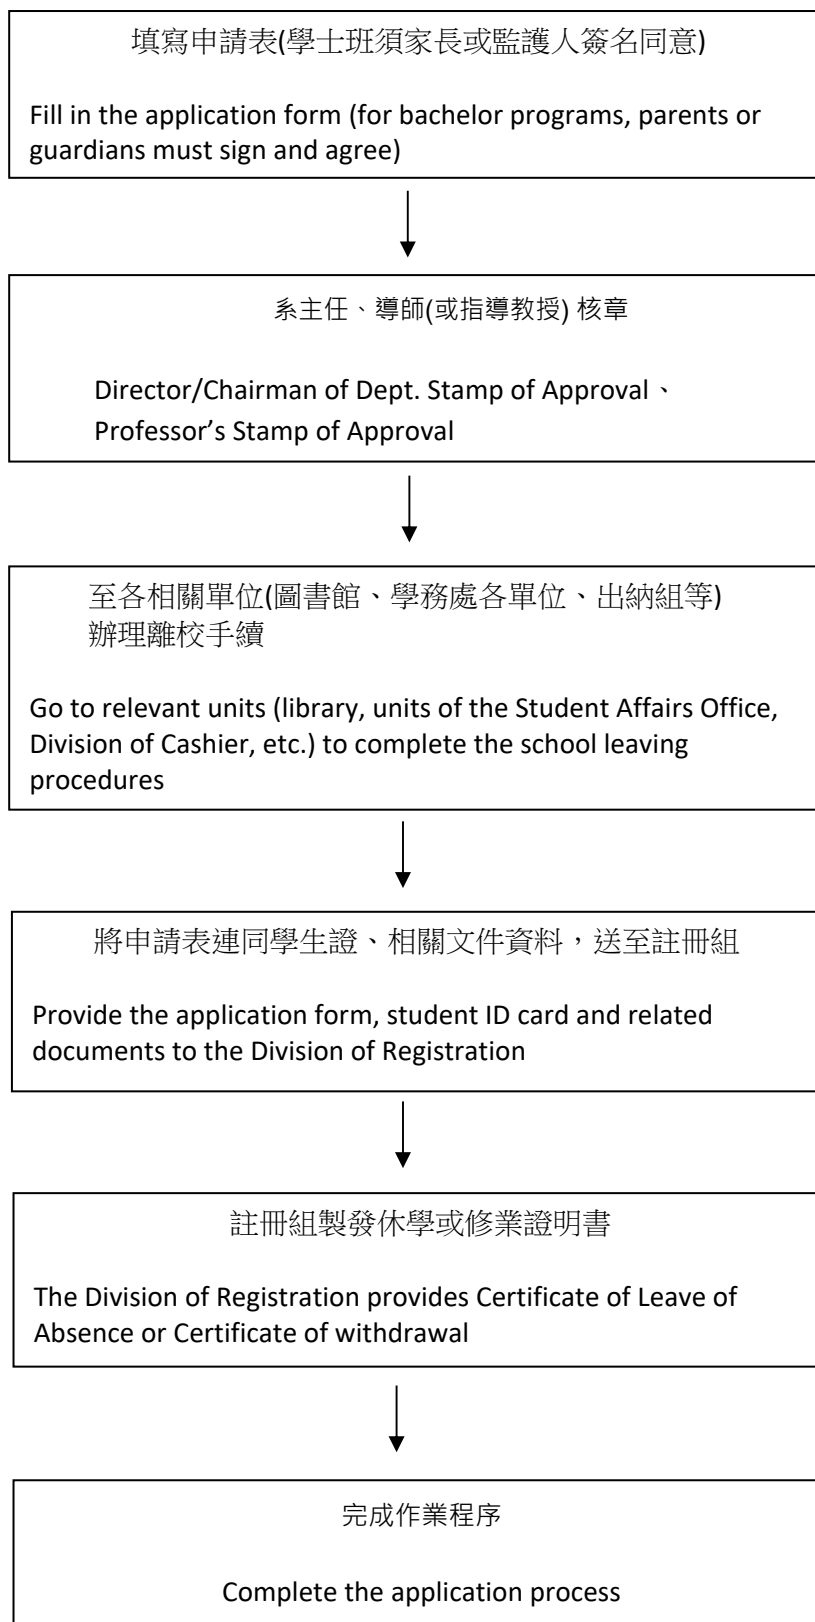 填寫申請表(學士班須家長或監護人簽名同意)
Fill in the application form (for bachelor programs, parents or
guardians must sign and agree)
系主任、導師(或指導教授) 核章
Director/Chairman of Dept. Stamp of Approval、
Professor’s Stamp of Approval
至各相關單位(圖書館、學務處各單位、出納組等)
辦理離校手續
Go to relevant units (library, units of the Student Affairs Office,
Division of Cashier, etc.) to complete the school leaving
procedures
將申請表連同學生證、相關文件資料，送至註冊組
Provide the application form, student ID card and related
documents to the Division of Registration
註冊組製發休學或修業證明書
The Division of Registration provides Certificate of Leave of
Absence or Certificate of withdrawal
完成作業程序
Complete the application process